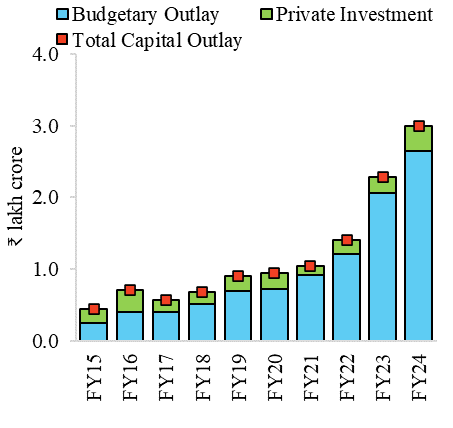 Budgetary Outlay
Private Investment
Total Capital Outlay
₹ lakh crore
4.0
3.0
2.0
1.0
0.0
FY15
FY16
FY17
FY18
FY19
FY20
FY21
FY22
FY23
FY24